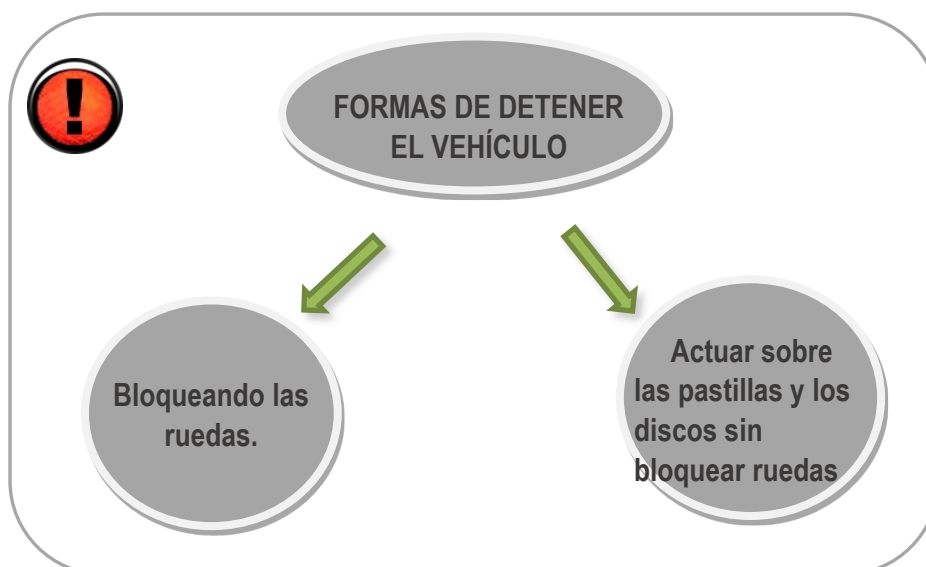 FORMAS DE DETENER
EL VEHÍCULO
Bloqueando las
ruedas.
Actuar sobre
las pastillas y los
discos sin
bloquear ruedas